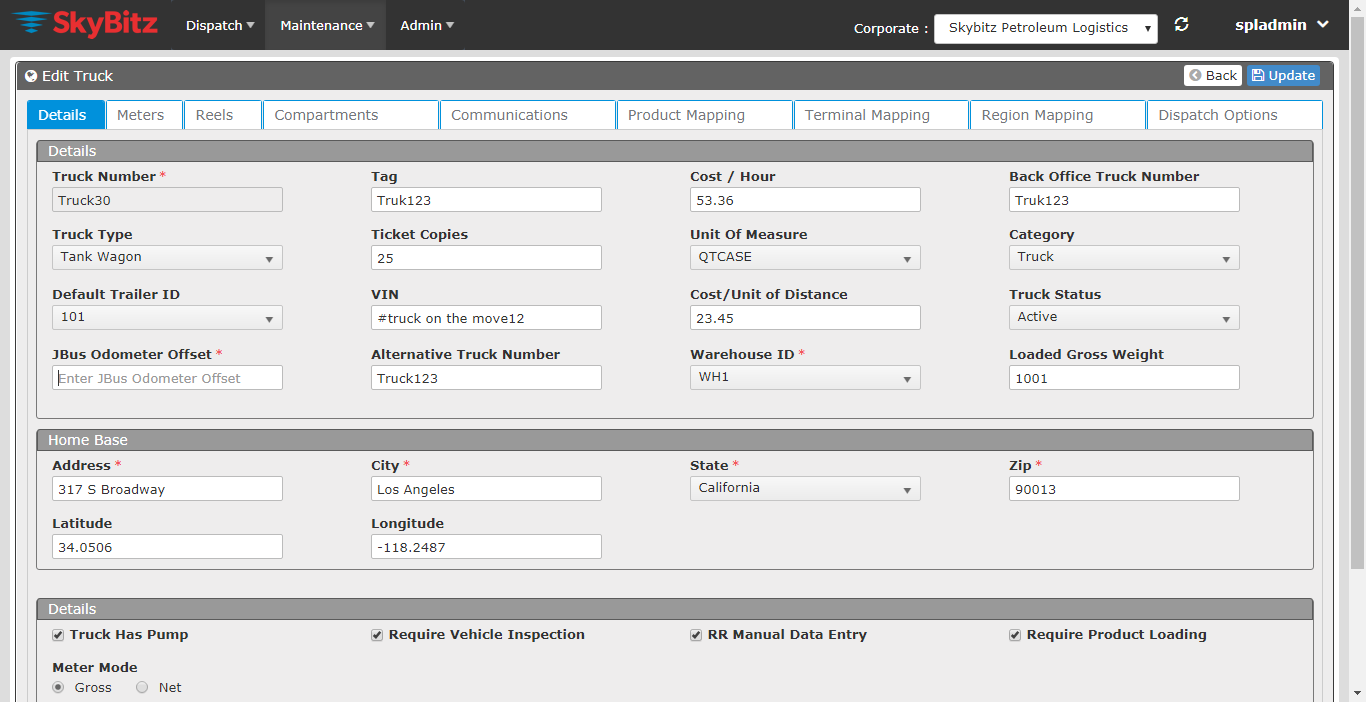 SkyBitz Dispatch Maintenance Admin Corporate : Skybitz Petroleum Logistics spladmin
Edit Truck Back Update
Details Meters Reels Compartments Communications Product Mapping Terminal Mapping Region Mapping Dispatch Options
Details
Truck Number * Tag Cost / Hour Back Office Truck Number
Truck30 Truk123 53.36 Truk123
Truck Type Ticket Copies Unit Of Measure Category
Tank Wagon 25 QTCASE Truck
Default Trailer ID VIN Cost/Unit of Distance Truck Status
101 #truck on the move12 23.45 Active
JBus Odometer Offset * Alternative Truck Number Warehouse ID * Loaded Gross Weight
Enter JBus Odometer Offset Truck123 WH1 1001
Home Base
Address * City * State * Zip *
317 S Broadway Los Angeles California 90013
Latitude Longitude
34.0506 -118.2487
Details
Truck Has Pump Require Vehicle Inspection RR Manual Data Entry Require Product Loading
Meter Mode
Gross Net